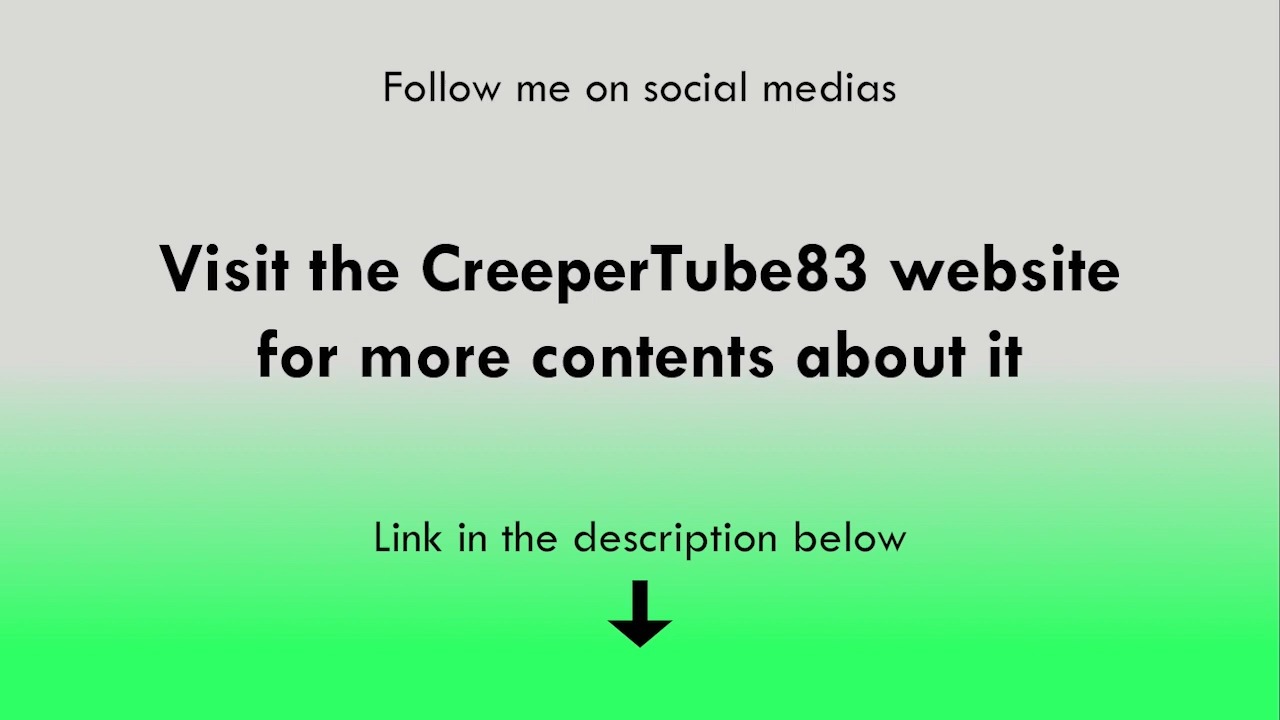 Follow me on social medias
Visit the CreeperTube83 website
for more contents about it
Link in the description below